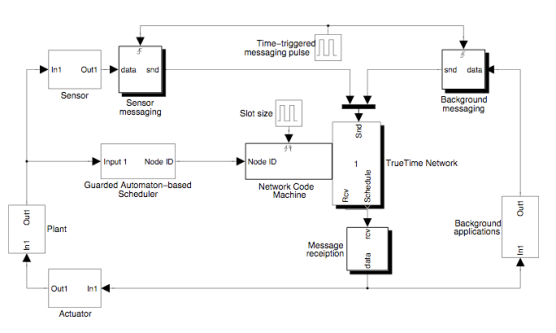 Time-triggered
messaging pulse
In1 Out1
Sensor
data snd
Sensor
messaging
snd data
Background
messaging
Slot size
Snd
1
Rcv
Schedule
TrueTime Network
Input 1 Node ID
Guarded Automaton-based
Scheduler
Node ID
Network Code
Machine
Out1
In1
Plant
Message
receiption
rcv
data
Background
applications
Out1
In1
Out1 In1
Actuator